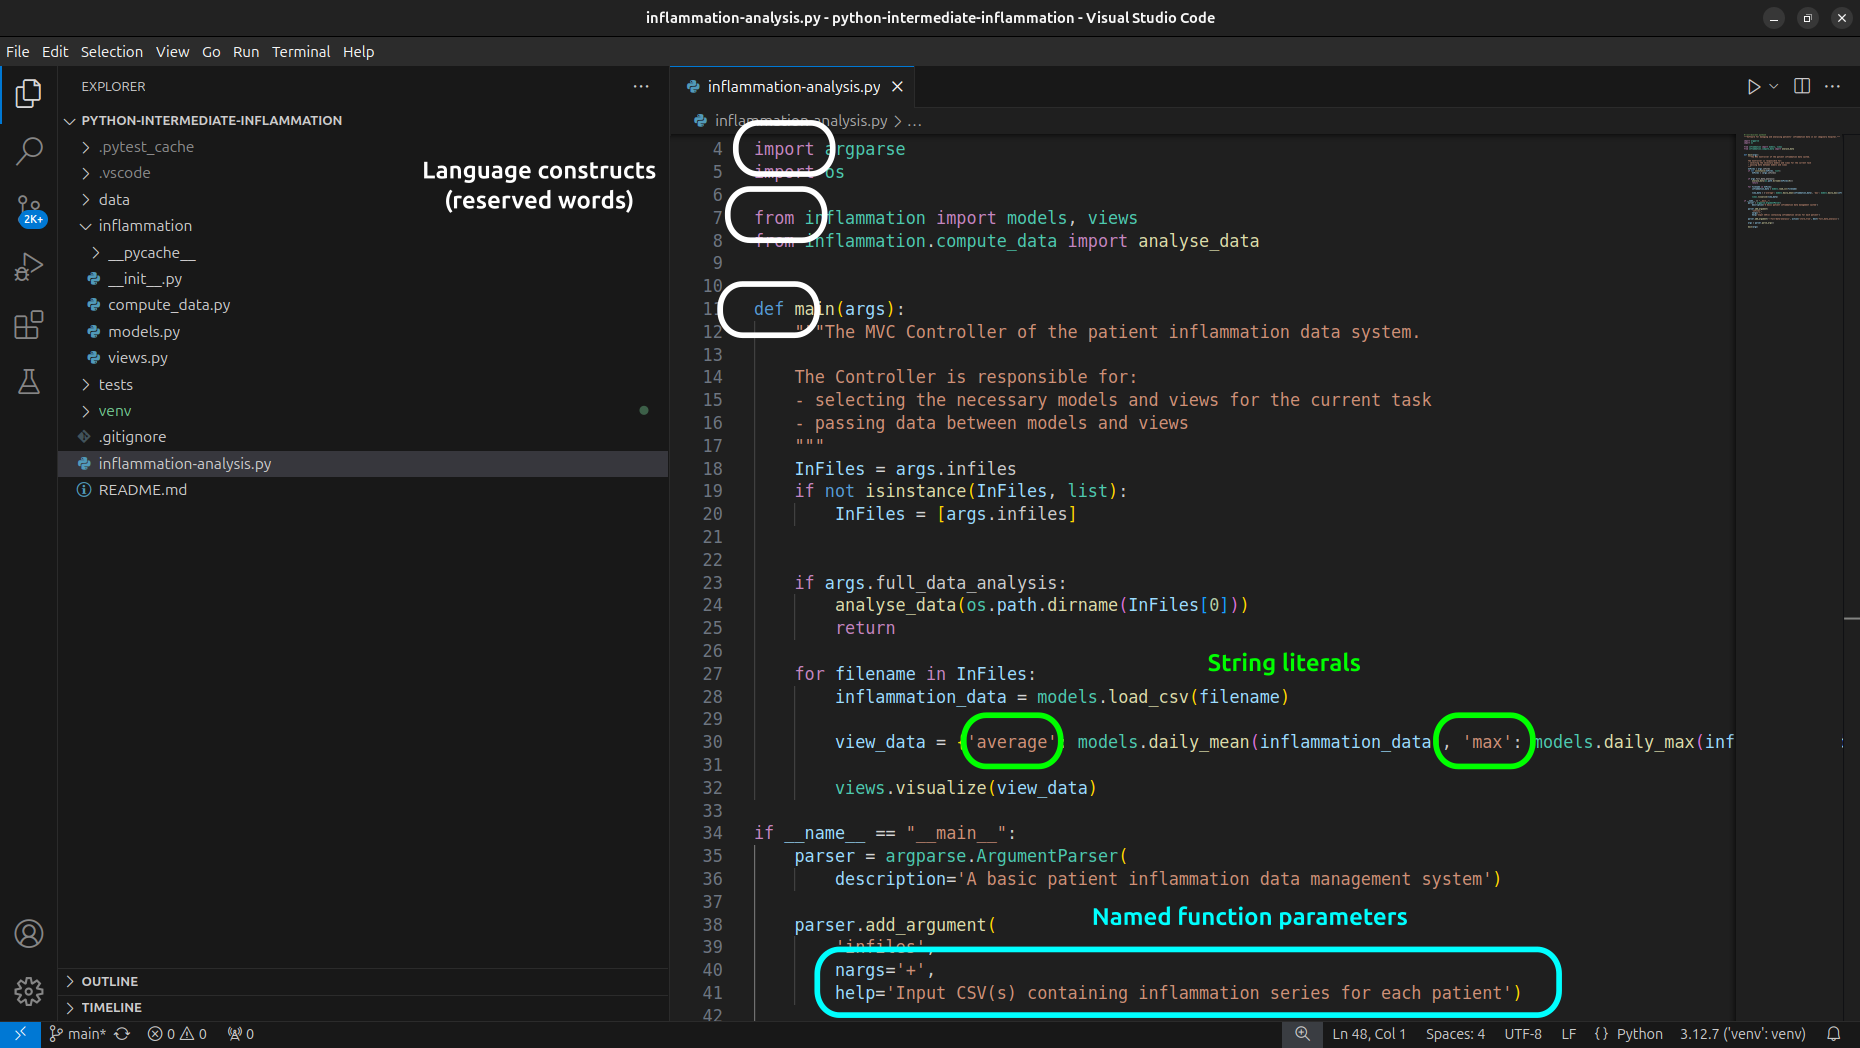 inflammation-analysis.py - python-intermediate-inflammation - Visual Studio Code
File Edit Selection View Go Run Terminal Help
EXPLORER
PYTHON-INTERMEDIATE-INFLAMMATION
.pytest_cache
.vscode
data
inflammation
__pycache__
__init__.py
compute_data.py
models.py
views.py
tests
venv
.gitignore
inflammation-analysis.py
README.md
2K+
OUTLINE
TIMELINE
Language constructs
(reserved words)
inflammation-analysis.py
inflammation-analysis.py > ...
4 import argparse
5 import os
6
7 from inflammation import models, views
8 from inflammation.compute_data import analyse_data
9
10
11 def main(args):
12 """The MVC Controller of the patient inflammation data system.
13
14 The Controller is responsible for:
15 - selecting the necessary models and views for the current task
16 - passing data between models and views
17 """
18 InFiles = args.infiles
19 if not isinstance(InFiles, list):
20 InFiles = [args.infiles]
21
22
23 if args.full_data_analysis:
24 analyse_data(os.path.dirname(InFiles[0]))
25 return
26
String literals
27 for filename in InFiles:
28 inflammation_data = models.load_csv(filename)
29
30 view_data = {'average': models.daily_mean(inflammation_data), 'max': models.daily_max(inf
31
32 views.visualize(view_data)
33
34 if __name__ == "__main__":
35 parser = argparse.ArgumentParser(
36 description='A basic patient inflammation data management system')
37
Named function parameters
38 parser.add_argument(
39 'infiles',
40 nargs='+',
41 help='Input CSV(s) containing inflammation series for each patient')
42
main* 0 0 0 Ln 48, Col 1 Spaces: 4 UTF-8 LF {} Python 3.12.7 ('venv': venv)